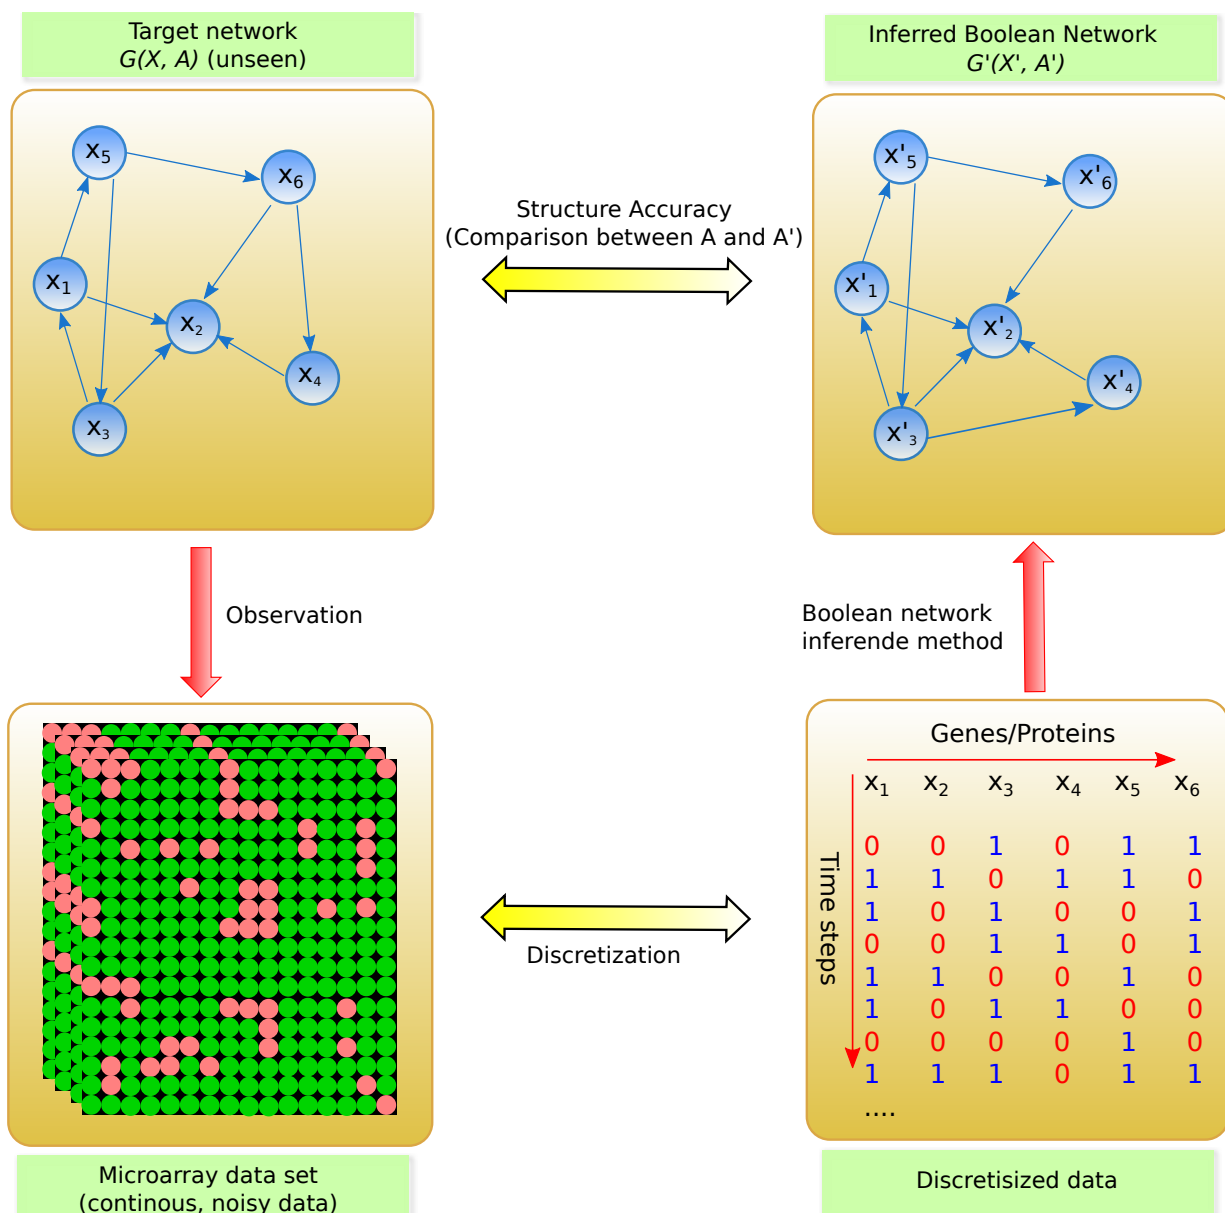 Target network
G(X, A) (unseen)
Inferred Boolean Network
G'(X', A')
x5
x6
x1
x2
x4
x3
Structure Accuracy
(Comparison between A and A')
x'5
x'6
x'1
x'2
x'4
x'3
Observation
Boolean network
inferende method
Genes/Proteins
x1 x2 x3 x4 x5 x6
Time steps
0 0 1 0 1 1
1 1 0 1 1 0
1 0 1 0 0 1
0 0 1 1 0 1
1 1 0 0 1 0
1 0 1 1 0 0
0 0 0 0 1 0
1 1 1 0 1 1
....
Discretization
Microarray data set
(continous, noisy data)
Discretisized data